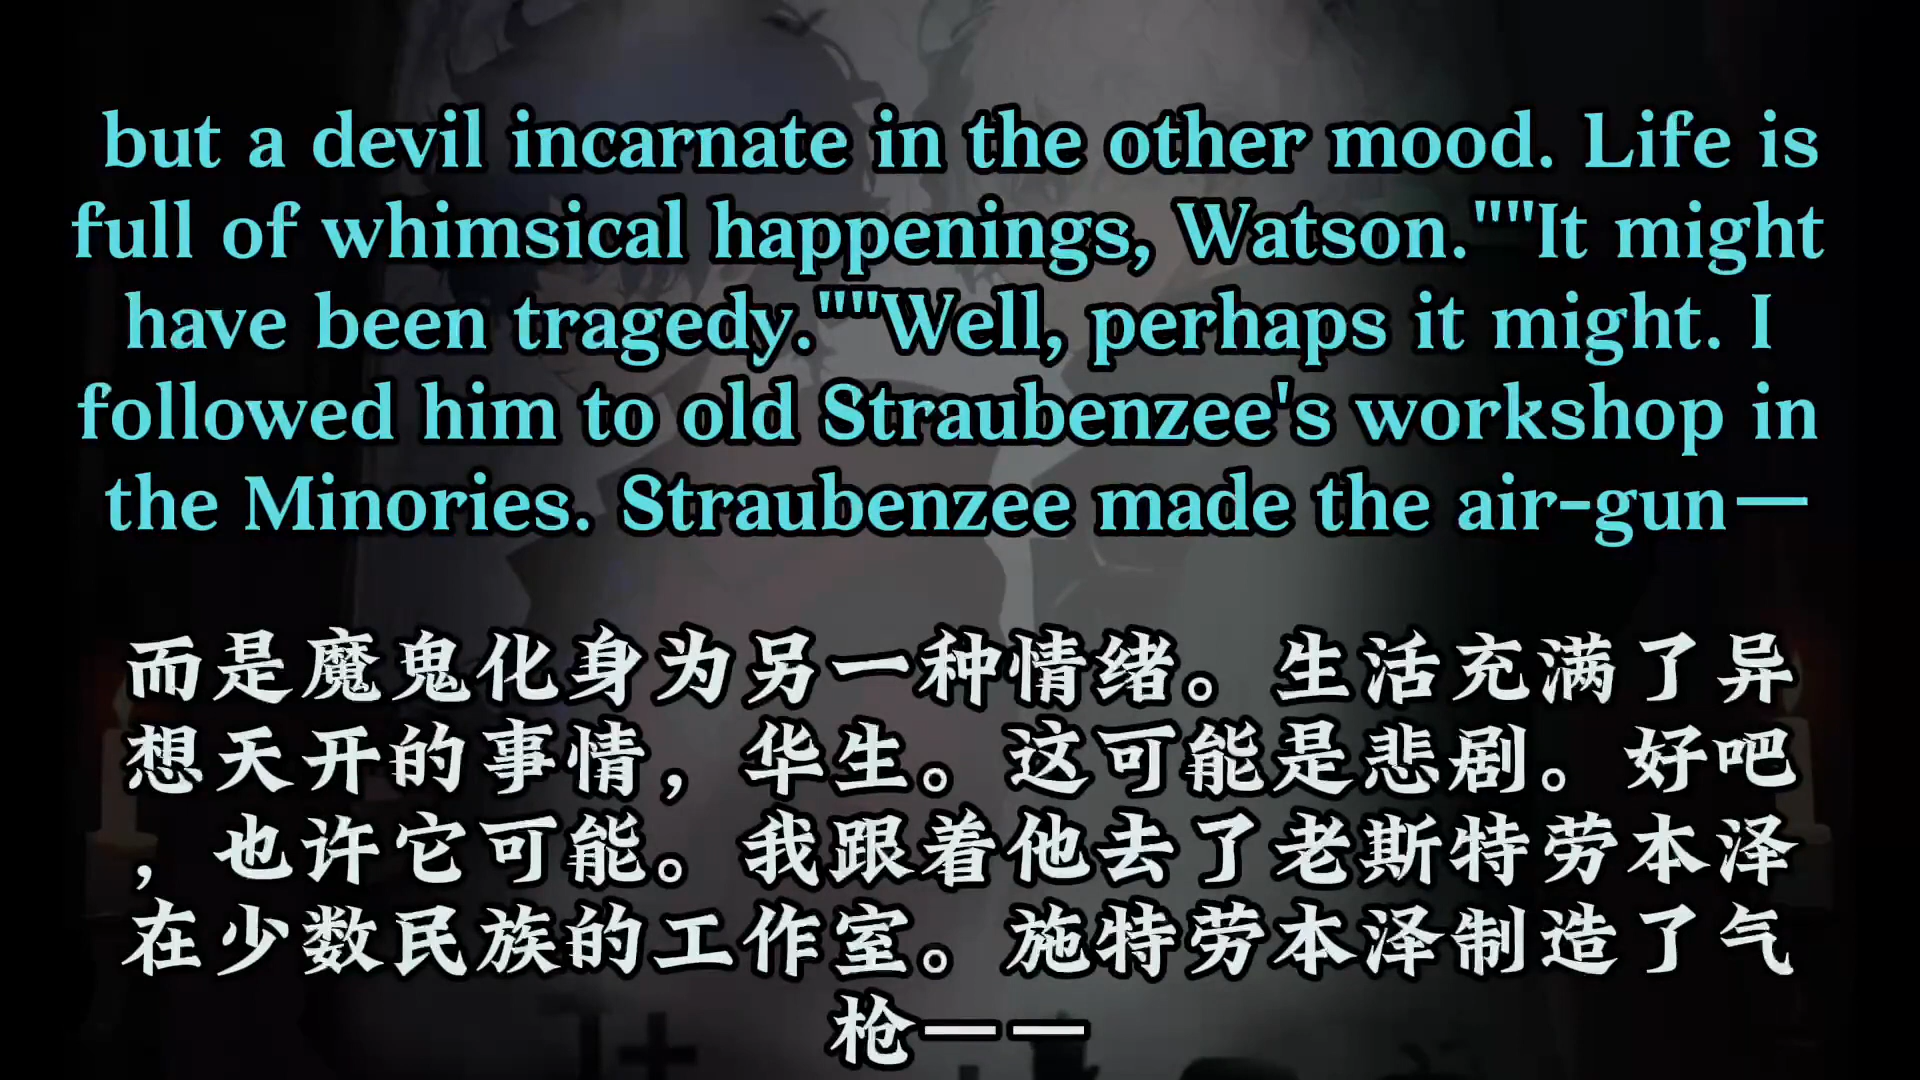 but a devil incarnate in the other mood. Life is
full of whimsical happenings, Watson.""It might
have been tragedy.""Well, perhaps it might. I
followed him to old Straubenzee's workshop in
the Minories. Straubenzee made the air-gun—
而是魔鬼化身为另一种情绪。生活充满了异
想天开的事情，华生。这可能是悲剧。好吧
，也许它可能。我跟着他去了老斯特劳本泽
在少数民族的工作室。施特劳本泽制造了气
枪——